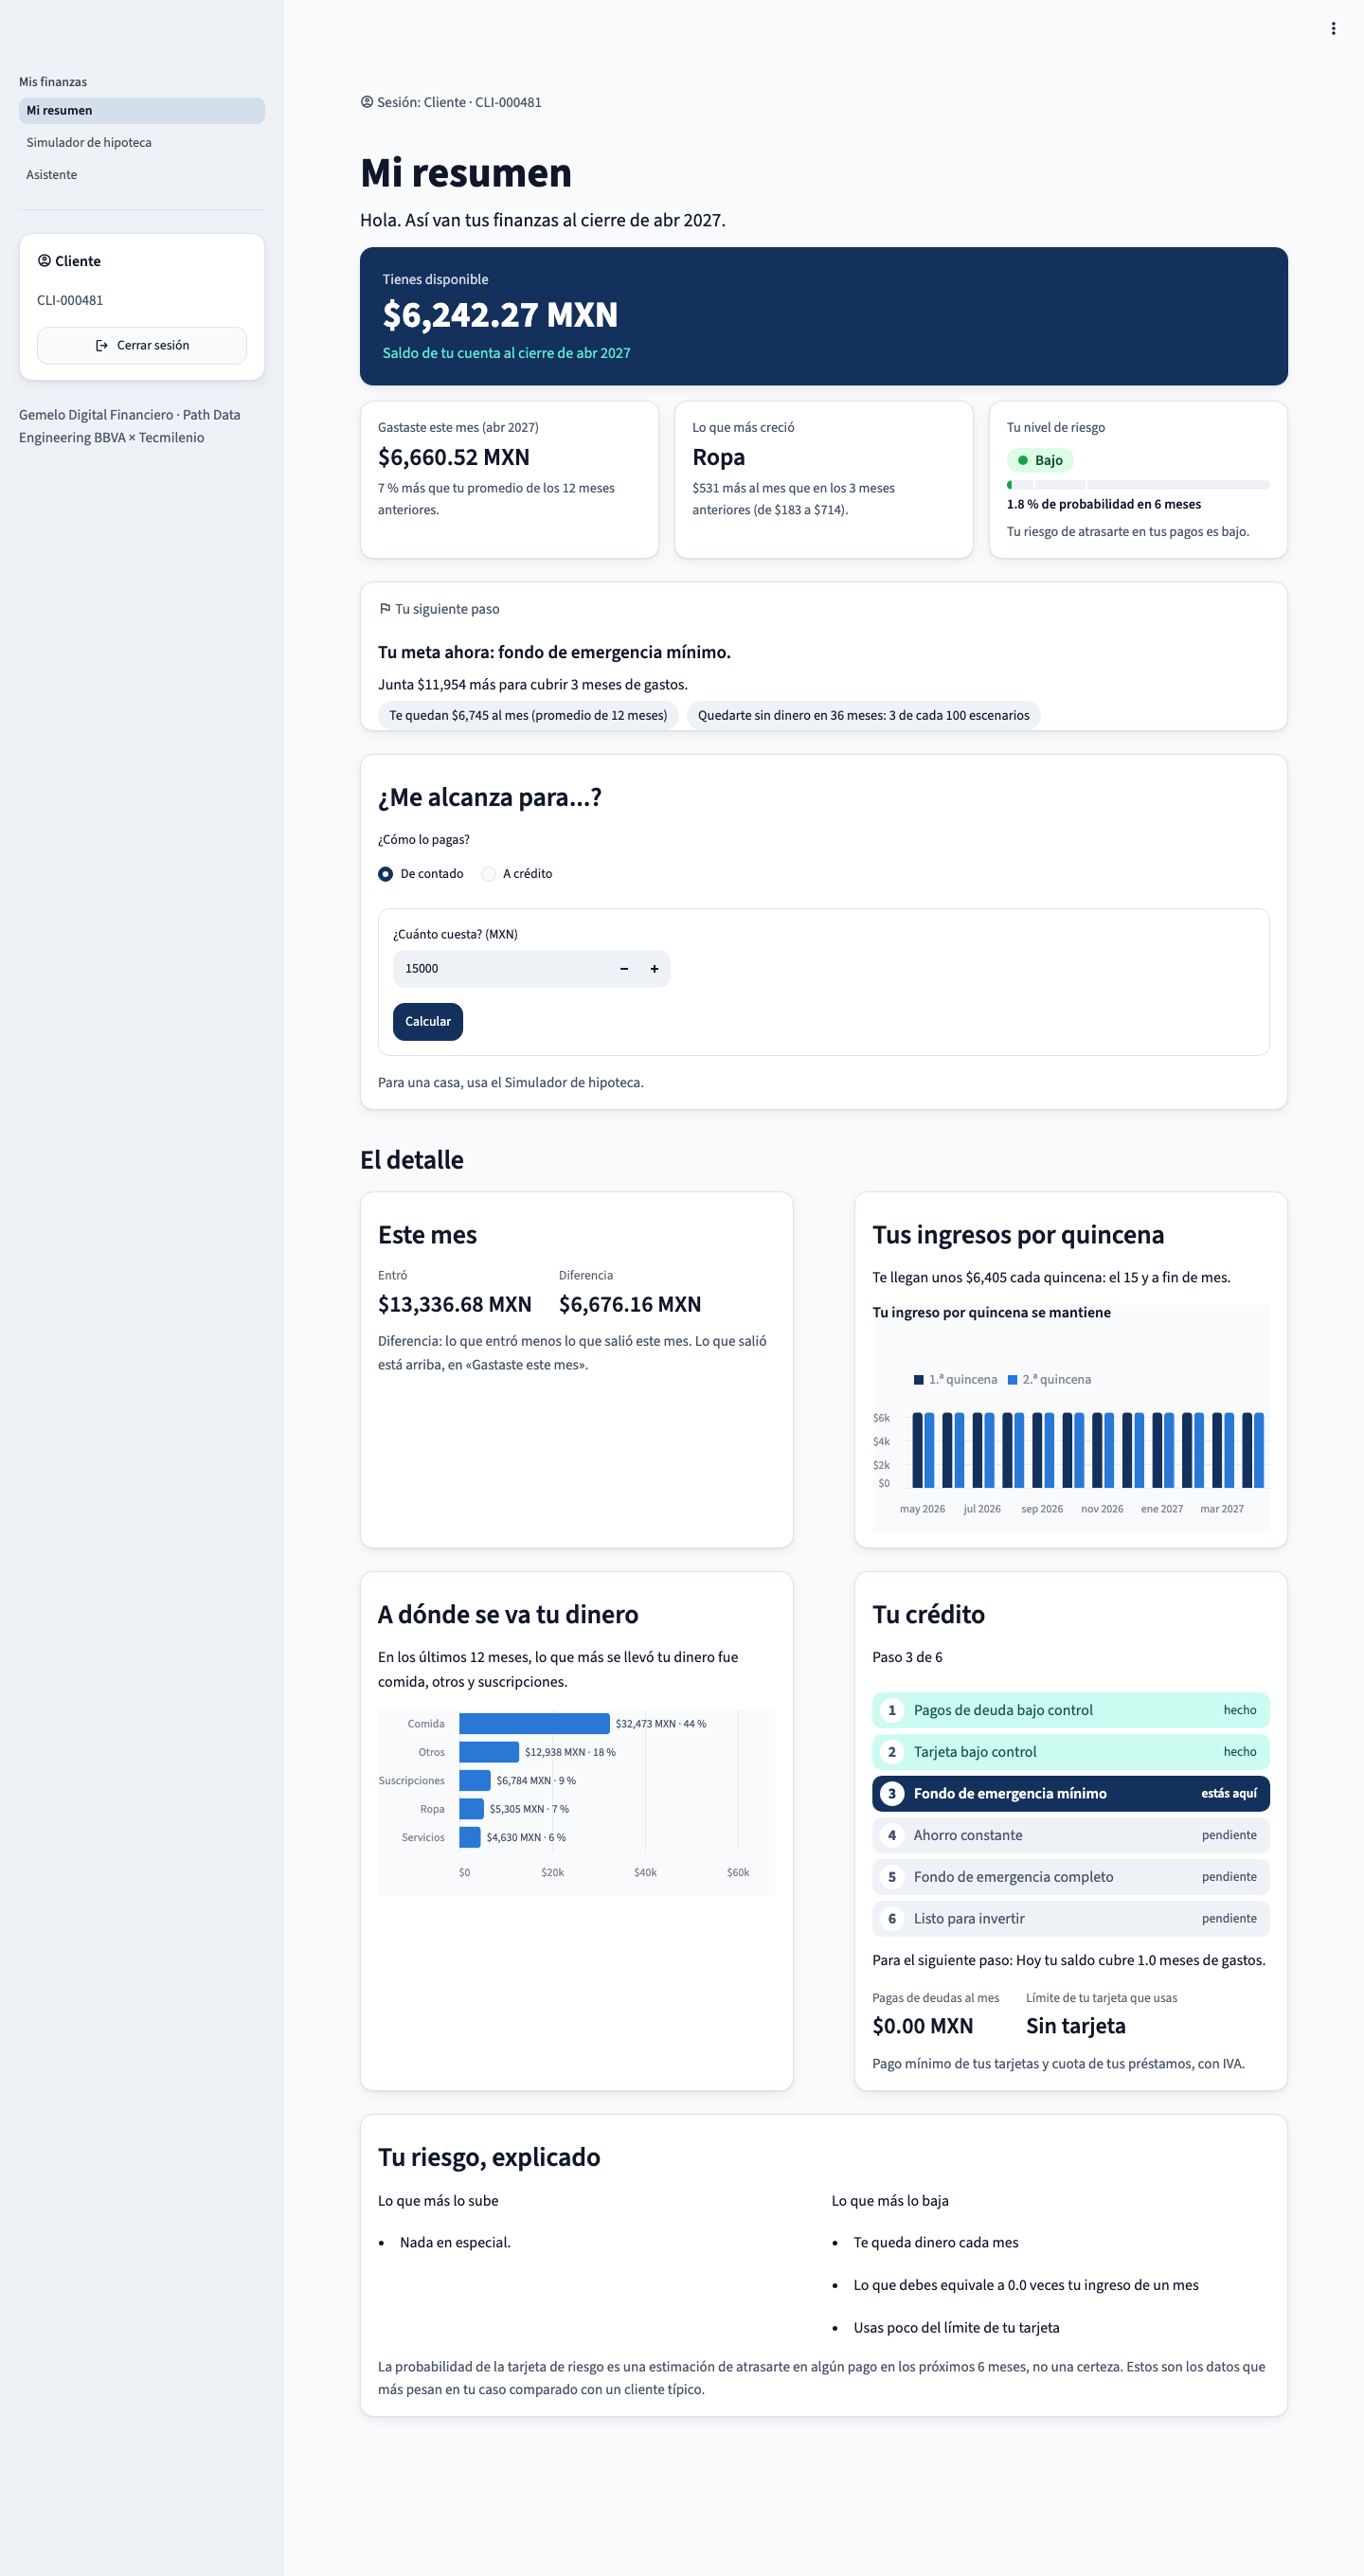 Mis finanzas
Mi resumen
Simulador de hipoteca
Asistente
Cliente
CLI-000481
Cerrar sesión
Gemelo Digital Financiero · Path Data
Engineering BBVA × Tecmilenio
Sesión: Cliente · CLI-000481
Mi resumen
Hola. Así van tus finanzas al cierre de abr 2027.
Tienes disponible
$6,242.27 MXN
Saldo de tu cuenta al cierre de abr 2027
Gastaste este mes (abr 2027)
$6,660.52 MXN
7 % más que tu promedio de los 12 meses
anteriores.
Lo que más creció
Ropa
$531 más al mes que en los 3 meses
anteriores (de $183 a $714).
Tu nivel de riesgo
Bajo
1.8 % de probabilidad en 6 meses
Tu riesgo de atrasarte en tus pagos es bajo.
Tu siguiente paso
Tu meta ahora: fondo de emergencia mínimo.
Junta $11,954 más para cubrir 3 meses de gastos.
Te quedan $6,745 al mes (promedio de 12 meses)
Quedarte sin dinero en 36 meses: 3 de cada 100 escenarios
¿Me alcanza para...?
¿Cómo lo pagas?
De contado
A crédito
¿Cuánto cuesta? (MXN)
15000
Calcular
Para una casa, usa el Simulador de hipoteca.
El detalle
Este mes
Entró
Diferencia
$13,336.68 MXN
$6,676.16 MXN
Diferencia: lo que entró menos lo que salió este mes. Lo que salió
está arriba, en «Gastaste este mes».
Tus ingresos por quincena
Te llegan unos $6,405 cada quincena: el 15 y a fin de mes.
Tu ingreso por quincena se mantiene
1.ª quincena
2.ª quincena
$6k
$4k
$2k
$0
may 2026
jul 2026
sep 2026
nov 2026
ene 2027
mar 2027
A dónde se va tu dinero
En los últimos 12 meses, lo que más se llevó tu dinero fue
comida, otros y suscripciones.
Comida
$32,473 MXN · 44 %
Otros
$12,938 MXN · 18 %
Suscripciones
$6,784 MXN · 9 %
Ropa
$5,305 MXN · 7 %
Servicios
$4,630 MXN · 6 %
$0
$20k
$40k
$60k
Tu crédito
Paso 3 de 6
1 Pagos de deuda bajo control hecho
2 Tarjeta bajo control hecho
3 Fondo de emergencia mínimo estás aquí
4 Ahorro constante pendiente
5 Fondo de emergencia completo pendiente
6 Listo para invertir pendiente
Para el siguiente paso: Hoy tu saldo cubre 1.0 meses de gastos.
Pagas de deudas al mes
Límite de tu tarjeta que usas
$0.00 MXN
Sin tarjeta
Pago mínimo de tus tarjetas y cuota de tus préstamos, con IVA.
Tu riesgo, explicado
Lo que más lo sube
Nada en especial.
Lo que más lo baja
Te queda dinero cada mes
Lo que debes equivale a 0.0 veces tu ingreso de un mes
Usas poco del límite de tu tarjeta
La probabilidad de la tarjeta de riesgo es una estimación de atrasarte en algún pago en los próximos 6 meses, no una certeza. Estos son los datos que
más pesan en tu caso comparado con un cliente típico.